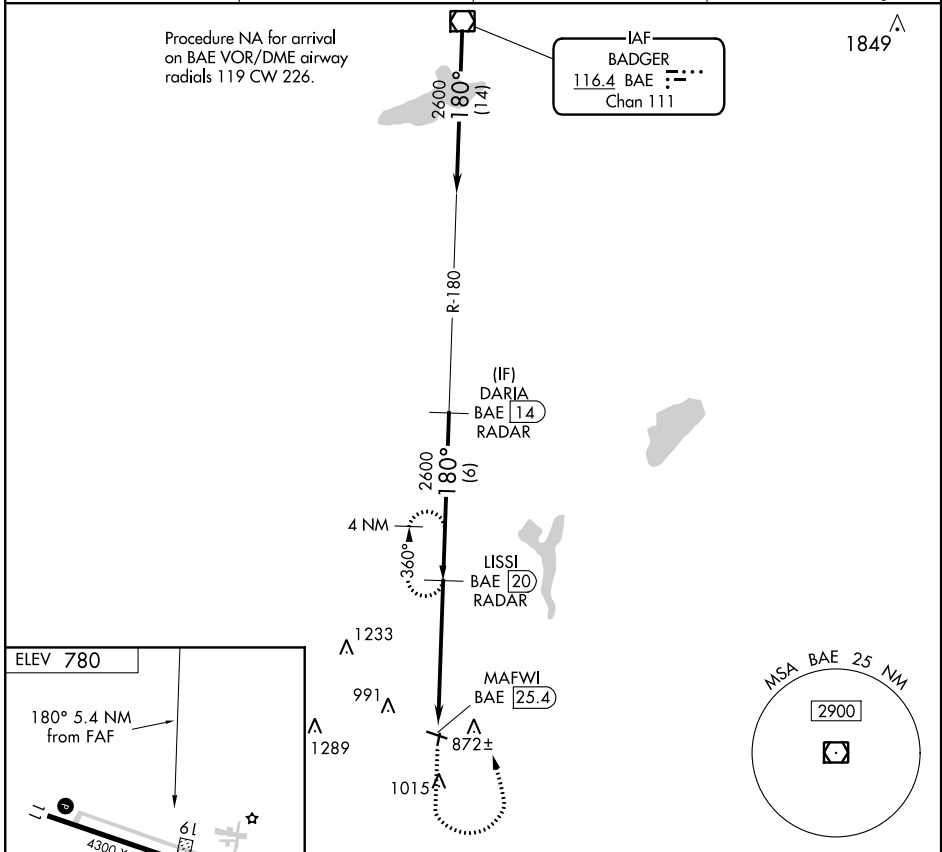 Procedure NA for arrival
on BAE VOR/DME airway
radials 119 CW 226.
IAF
BADGER
116.4 BAE
Chan 111
1849
2600
180°
(14)
R-180
(IF)
DARIA
BAE 14
RADAR
2600
180°
(6)
4 NM
360°
LISSI
BAE 20
RADAR
1233
991
1289
MAFWI
BAE 25.4
872±
1015
MSA BAE 25 NM
2900
ELEV 780
180° 5.4 NM
from FAF
P
11
19
4300 X